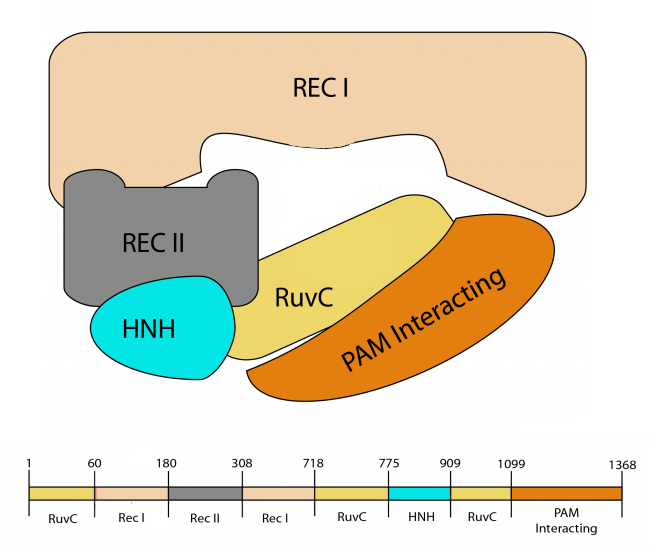 REC I
REC II
RuvC
HNH
PAM Interacting
1 60 180 308 718 775 909 1099 1368
RuvC Rec I Rec II Rec I RuvC HNH RuvC PAM
Interacting